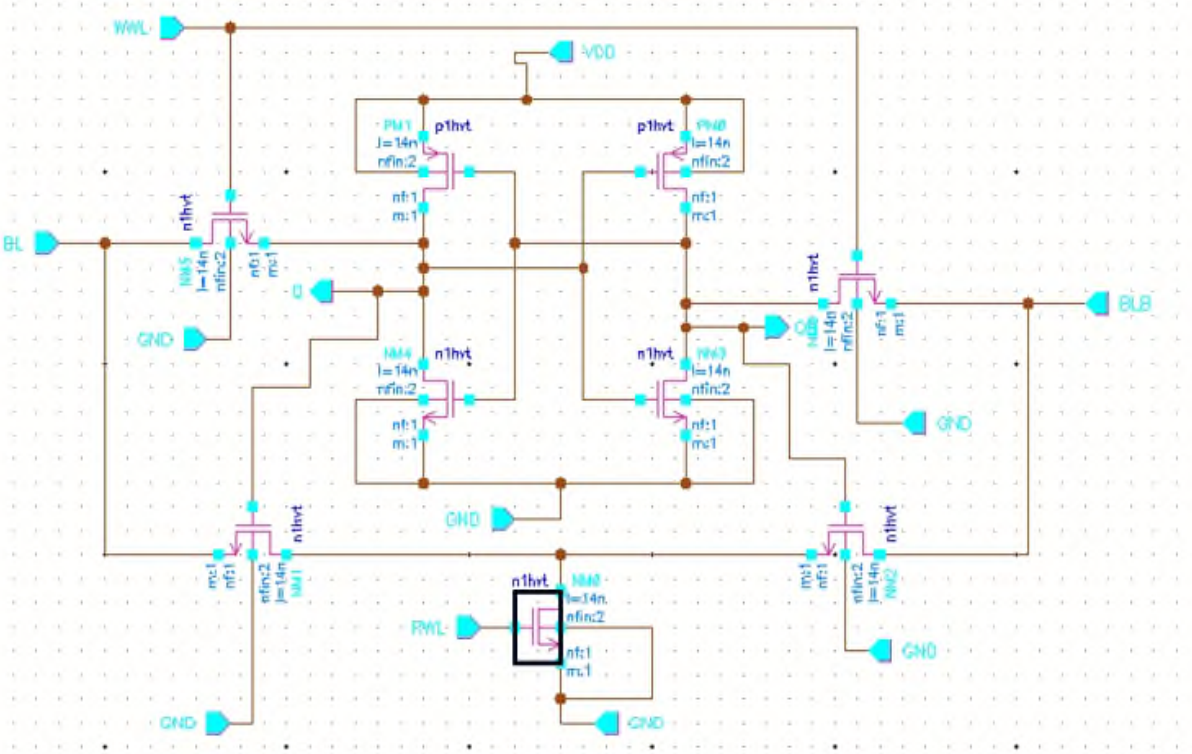 WWL
VDD
PM1
p1hvt
l=14n
nfin:2
nf:1
m:1
p1hvt
PM0
l=14n
nfin:2
nf:1
m:1
BL
n1hvt
NM5
l=14n
nfin:2
nf:1
m:1
GND
Q
n1hvt
l=14n
nfin:2
nf:1
m:1
BLB
GND
NM4
n1hvt
l=14n
nfin:2
nf:1
m:1
n1hvt
NM3
l=14n
nfin:2
nf:1
m:1
GND
n1hvt
m:1
nf:1
nfin:2
l=14n
NM1
n1hvt
m:1
nf:1
nfin:2
l=14n
NM2
n1hvt
NM0
l=14n
nfin:2
RWL
nf:1
m:1
GND
GND
GND